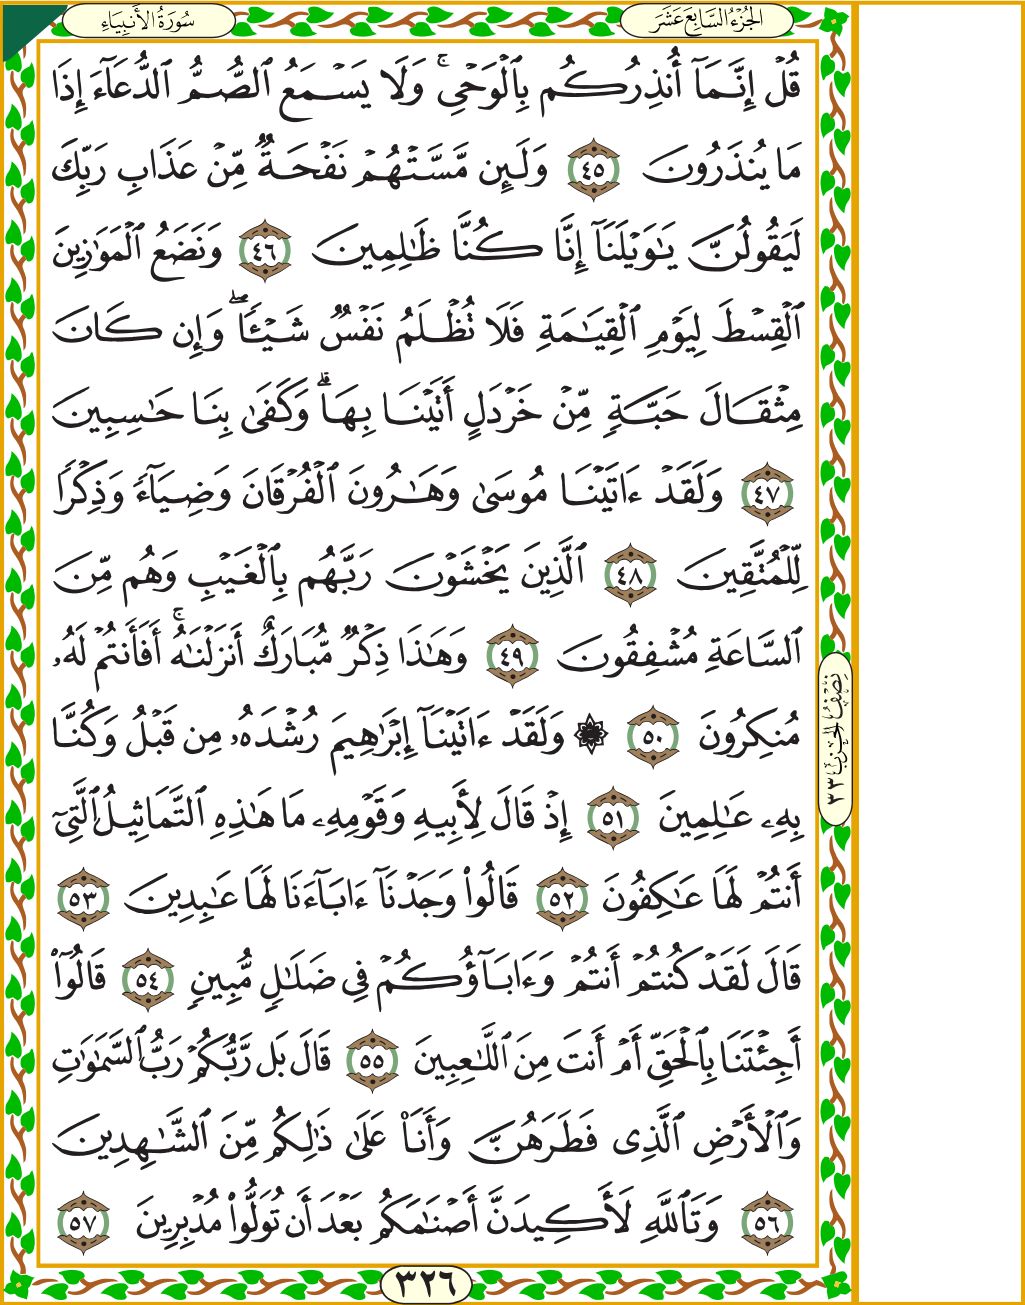 الجُزْءُ السَّابِعَ عَشَرَ
سُورَةُ الأَنبِيَاءِ
قُلْ إِنَّمَآ أُنذِرُكُم بِٱلْوَحْىِ ۚ وَلَا يَسْمَعُ ٱلصُّمُّ ٱلدُّعَآءَ إِذَا
مَا يُنذَرُونَ ٤٥ وَلَئِن مَّسَّتْهُمْ نَفْحَةٌ مِّنْ عَذَابِ رَبِّكَ
لَيَقُولُنَّ يَـٰوَيْلَنَآ إِنَّا كُنَّا ظَـٰلِمِينَ ٤٦ وَنَضَعُ ٱلْمَوَٰزِينَ
ٱلْقِسْطَ لِيَوْمِ ٱلْقِيَـٰمَةِ فَلَا تُظْلَمُ نَفْسٌ شَيْـًٔا ۖ وَإِن كَانَ
مِثْقَالَ حَبَّةٍ مِّنْ خَرْدَلٍ أَتَيْنَا بِهَا ۗ وَكَفَىٰ بِنَا حَـٰسِبِينَ
٤٧ وَلَقَدْ ءَاتَيْنَا مُوسَىٰ وَهَـٰرُونَ ٱلْفُرْقَانَ وَضِيَآءً وَذِكْرًا
لِّلْمُتَّقِينَ ٤٨ ٱلَّذِينَ يَخْشَوْنَ رَبَّهُم بِٱلْغَيْبِ وَهُم مِّنَ
ٱلسَّاعَةِ مُشْفِقُونَ ٤٩ وَهَـٰذَا ذِكْرٌ مُّبَارَكٌ أَنزَلْنَـٰهُ ۚ أَفَأَنتُمْ لَهُۥ
مُنكِرُونَ ٥٠ ۞ وَلَقَدْ ءَاتَيْنَآ إِبْرَٰهِيمَ رُشْدَهُۥ مِن قَبْلُ وَكُنَّا
بِهِۦ عَـٰلِمِينَ ٥١ إِذْ قَالَ لِأَبِيهِ وَقَوْمِهِۦ مَا هَـٰذِهِ ٱلتَّمَاثِيلُ ٱلَّتِىٓ
أَنتُمْ لَهَا عَـٰكِفُونَ ٥٢ قَالُوا۟ وَجَدْنَآ ءَابَآءَنَا لَهَا عَـٰبِدِينَ ٥٣
قَالَ لَقَدْ كُنتُمْ أَنتُمْ وَءَابَآؤُكُمْ فِى ضَلَـٰلٍ مُّبِينٍ ٥٤ قَالُوٓا۟
أَجِئْتَنَا بِٱلْحَقِّ أَمْ أَنتَ مِنَ ٱللَّـٰعِبِينَ ٥٥ قَالَ بَل رَّبُّكُمْ رَبُّ ٱلسَّمَـٰوَٰتِ
وَٱلْأَرْضِ ٱلَّذِى فَطَرَهُنَّ وَأَنَا۠ عَلَىٰ ذَٰلِكُم مِّنَ ٱلشَّـٰهِدِينَ
٥٦ وَتَٱللَّهِ لَأَكِيدَنَّ أَصْنَـٰمَكُم بَعْدَ أَن تُوَلُّوا۟ مُدْبِرِينَ ٥٧
نِصْفُ الحِزْبِ ٣٣
٣٢٦